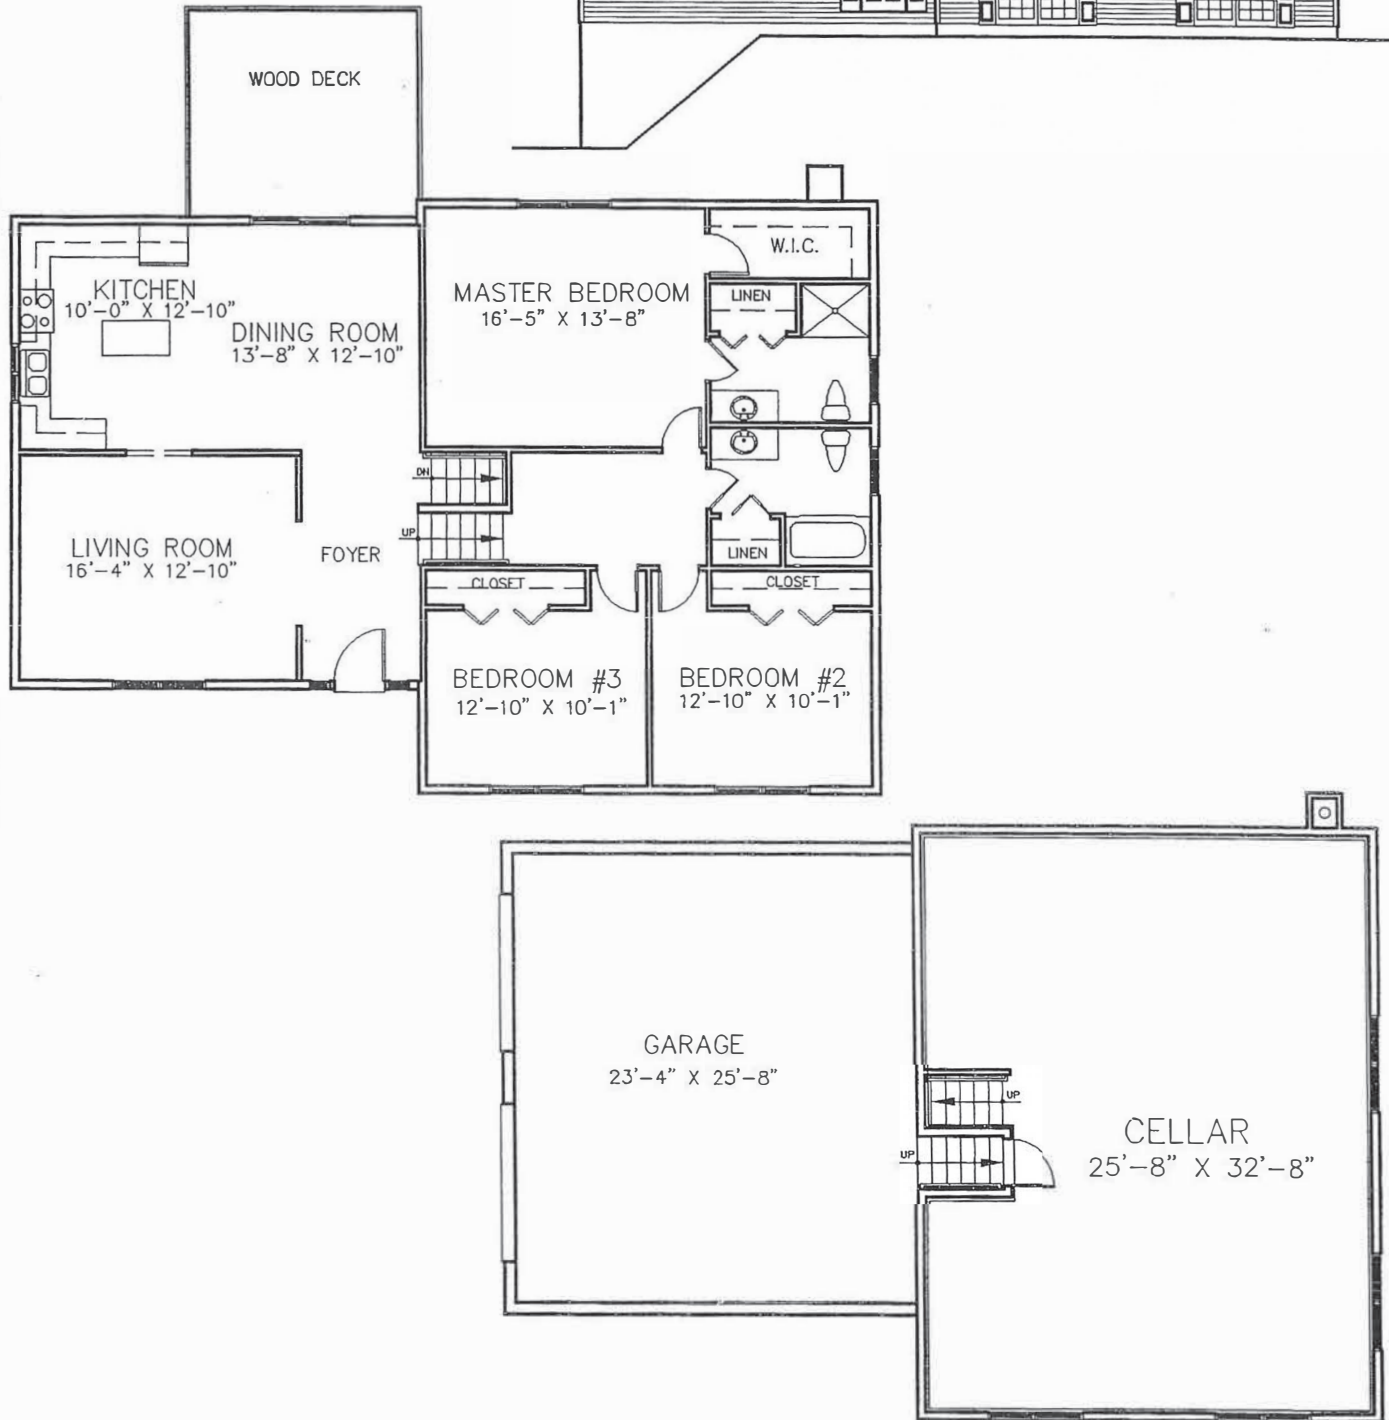 WOOD DECK
KITCHEN
10'-0" X 12'-10"
DINING ROOM
13'-8" X 12'-10"
MASTER BEDROOM
16'-5" X 13'-8"
W.I.C.
LINEN
DN
UP
LIVING ROOM
16'-4" X 12'-10"
FOYER
LINEN
CLOSET
CLOSET
BEDROOM #3
12'-10" X 10'-1"
BEDROOM #2
12'-10" X 10'-1"
GARAGE
23'-4" X 25'-8"
UP
UP
CELLAR
25'-8" X 32'-8"